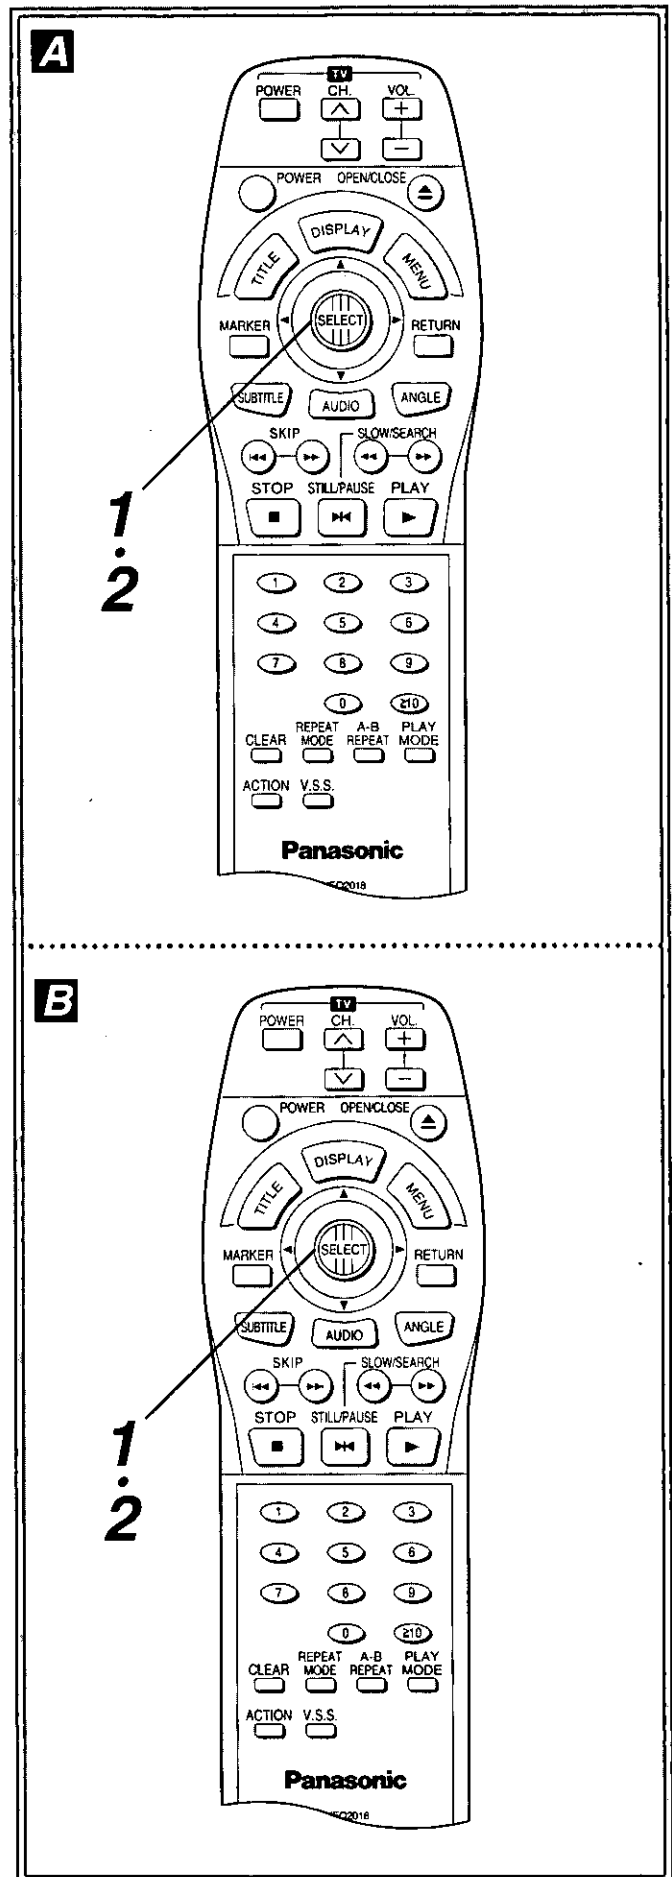 A
TV
POWER CH. VOL.
+
−
POWER OPEN/CLOSE
DISPLAY
TITLE MENU
SELECT
MARKER RETURN
SUBTITLE AUDIO ANGLE
SKIP SLOW/SEARCH
STOP STILL/PAUSE PLAY
1
·
2
1 2 3
4 5 6
7 8 9
0 ≥10
CLEAR REPEAT MODE A-B REPEAT PLAY MODE
ACTION V.S.S.
Panasonic
B
TV
POWER CH. VOL.
+
−
POWER OPEN/CLOSE
DISPLAY
TITLE MENU
SELECT
MARKER RETURN
SUBTITLE AUDIO ANGLE
SKIP SLOW/SEARCH
STOP STILL/PAUSE PLAY
1
·
2
1 2 3
4 5 6
7 8 9
0 ≥10
CLEAR REPEAT MODE A-B REPEAT PLAY MODE
ACTION V.S.S.
Panasonic